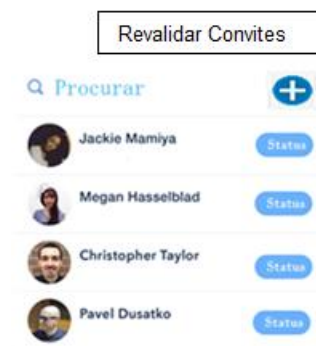 Revalidar Convites
Procurar
Jackie Mamiya
Status
Megan Hasselblad
Status
Christopher Taylor
Status
Pavel Dusatko
Status